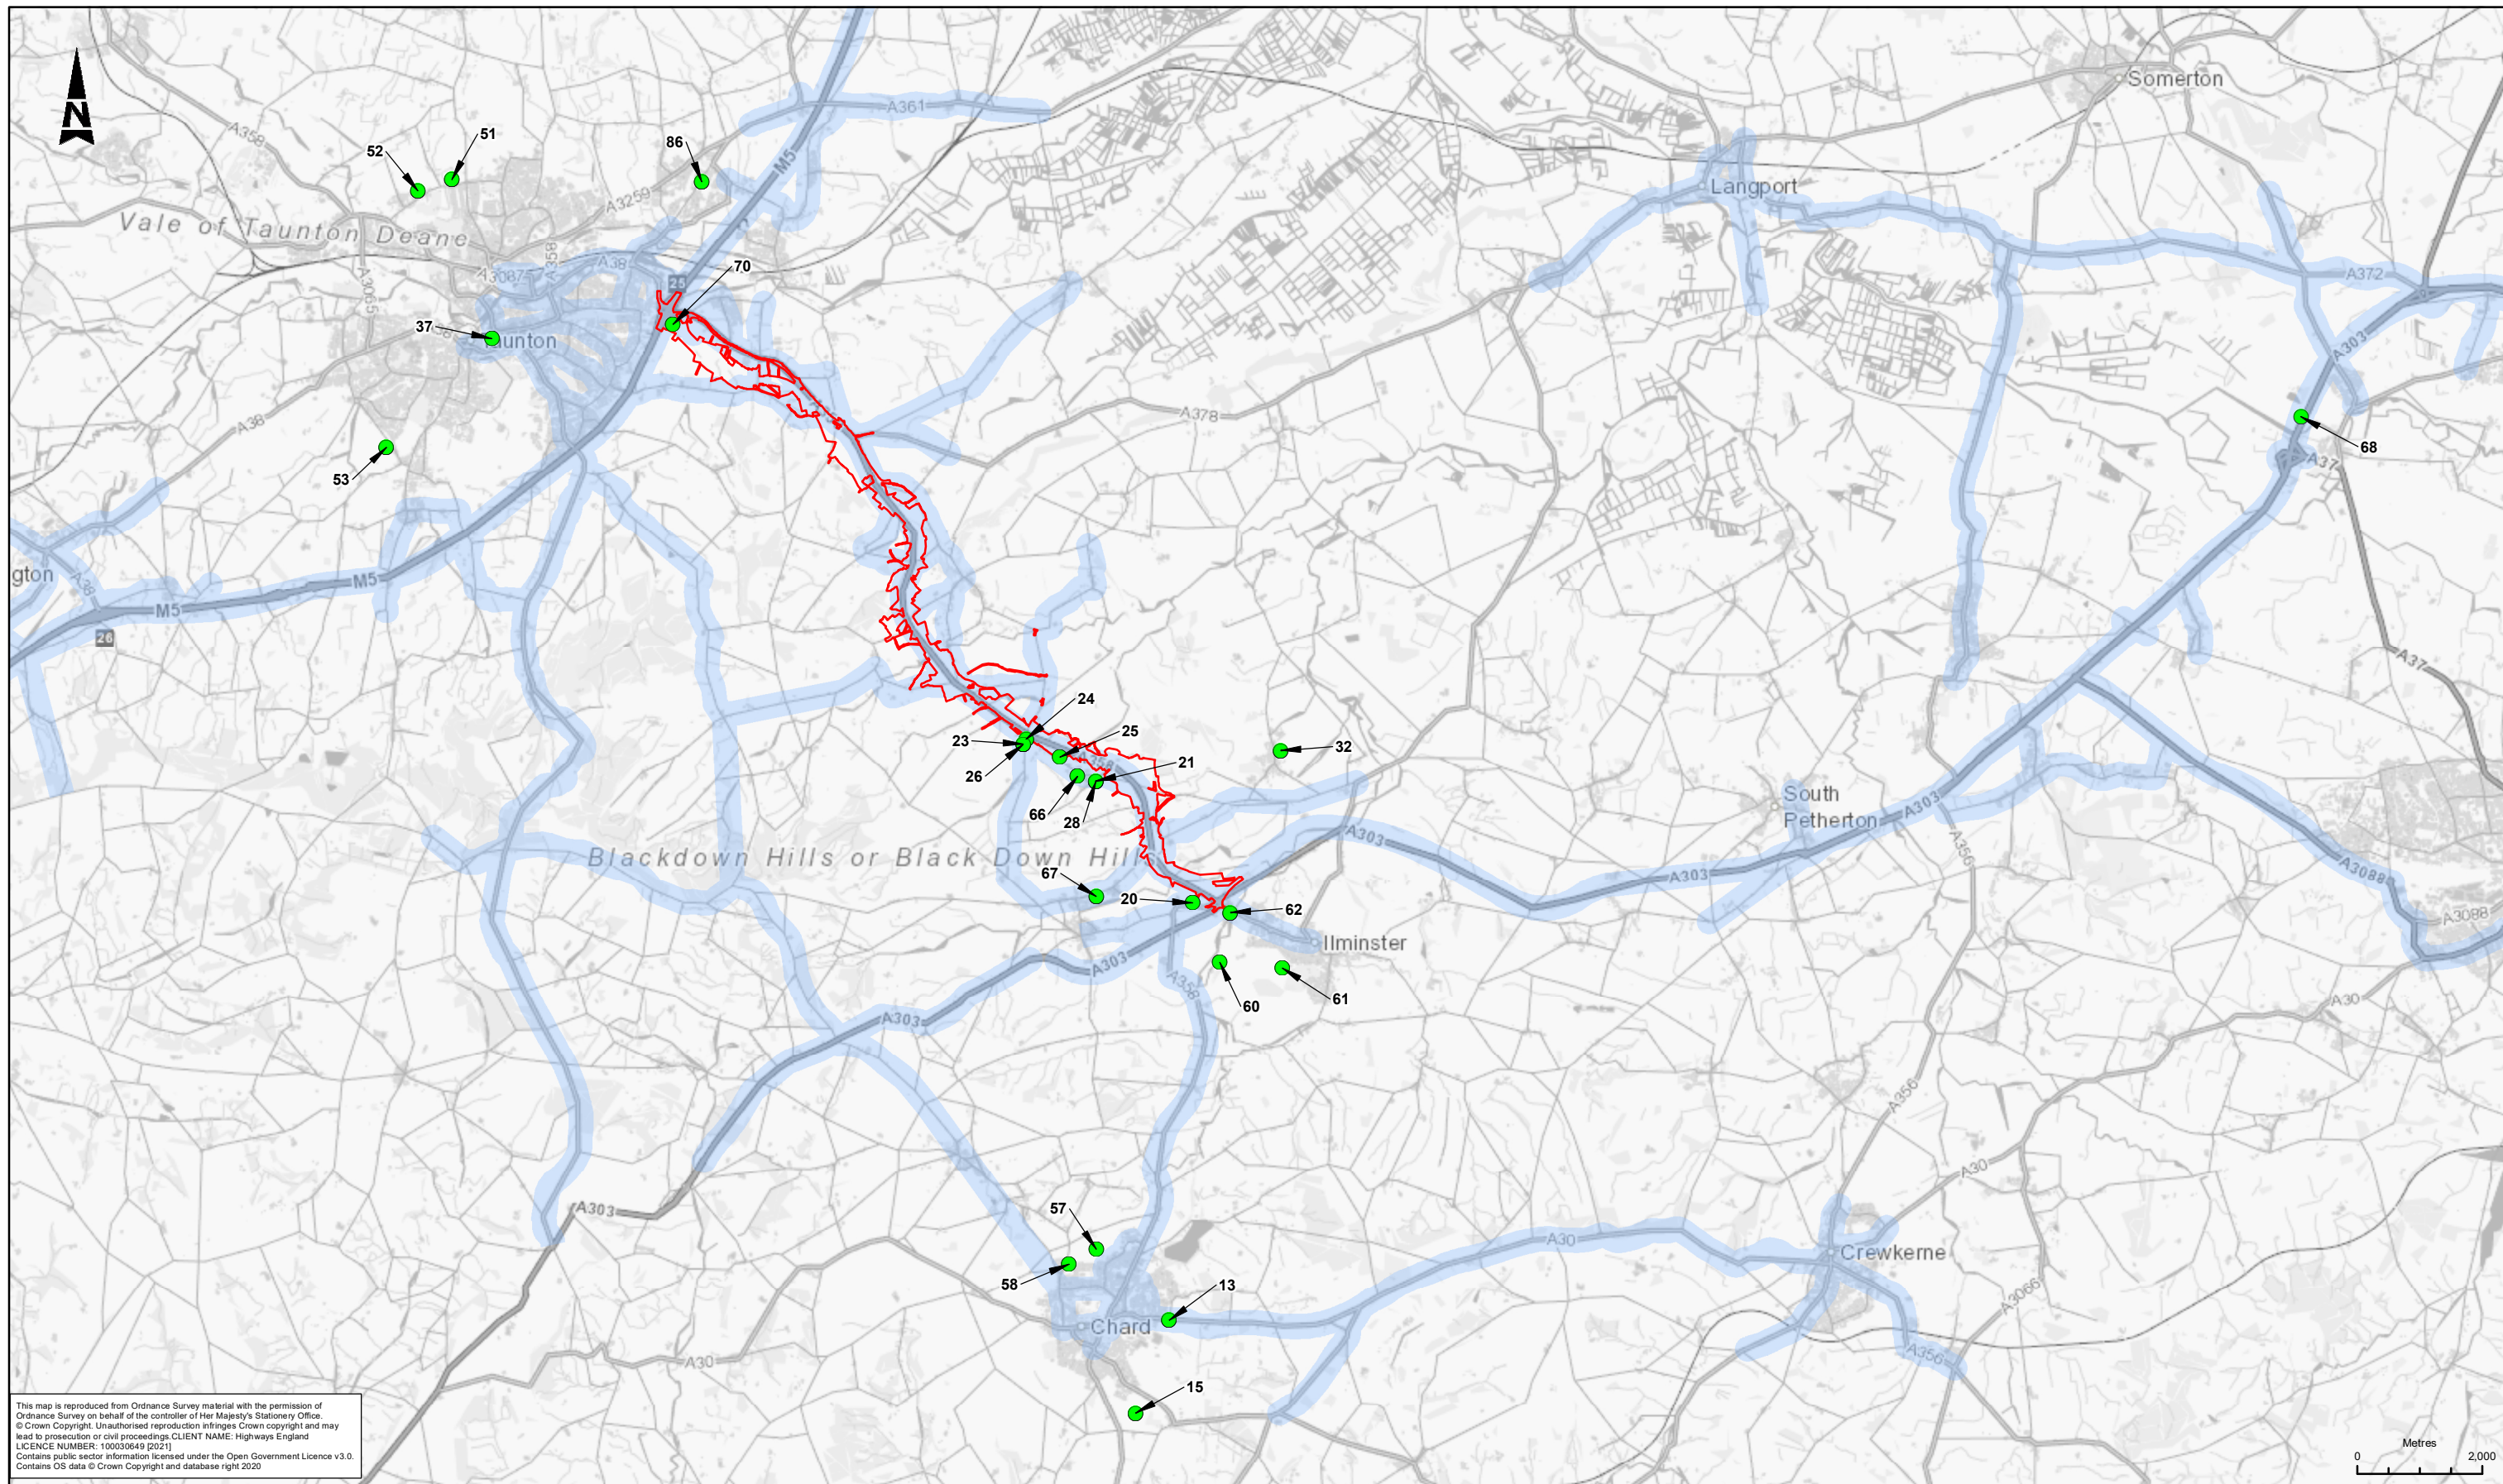 Somerton
A361
M5
51
52
86
A358
N
Langport
A3259
Vale of Taunton Deane
A358
A38
A3087
70
25
A372
A3065
37
Taunton
A303
A378
A38
68
53
A37
gton
A38
M5
M5
26
A37
24
25
23
32
26
21
66
28
South
Petherton
A303
A303
A356
Blackdown Hills or Black Down Hills
A3088
67
A303
20
62
A3088
Ilminster
A303
A358
61
60
A30
A303
A356
A30
57
A303
A30
Crewkerne
58
13
A3066
Chard
A356
A30
15
This map is reproduced from Ordnance Survey material with the permission of
Ordnance Survey on behalf of the controller of Her Majesty's Stationery Office.
© Crown Copyright. Unauthorised reproduction infringes Crown copyright and may
lead to prosecution or civil proceedings.CLIENT NAME: Highways England
LICENCE NUMBER: 100030649 [2021]
Contains public sector information licensed under the Open Government Licence v3.0.
Contains OS data © Crown Copyright and database right 2020
Metres
0 2,000